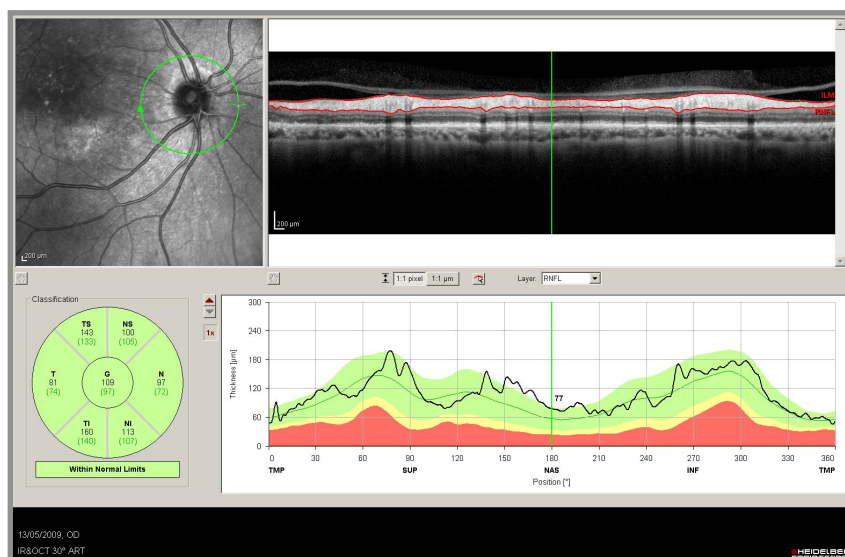 200 µm
ILM
RNFL
200 µm
1:1 pixel 1:1 µm Layer: RNFL
Classification
TS
143
(133)
NS
100
(105)
T
81
(74)
G
109
(97)
N
97
(72)
TI
160
(140)
NI
113
(107)
Within Normal Limits
1x
Thickness [µm]
300
240
180
120
60
0
77
0 30 60 90 120 150 180 210 240 270 300 330 360
TMP SUP NAS INF TMP
Position [°]
13/05/2009, OD
IR&OCT 30° ART